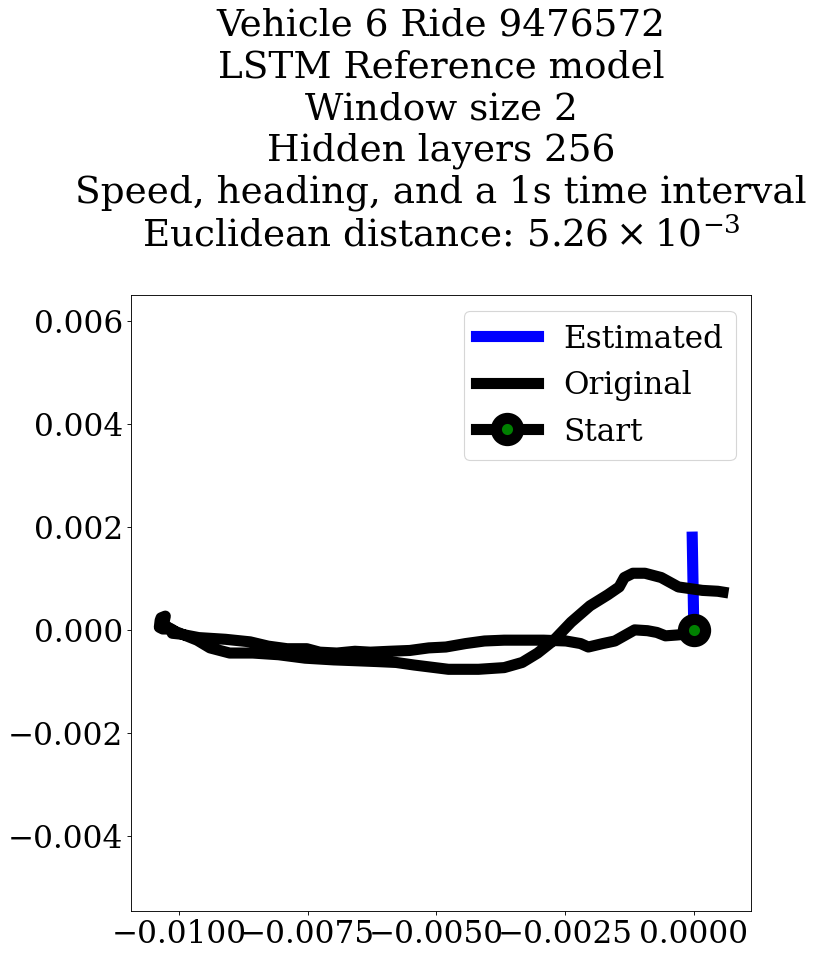 Vehicle 6 Ride 9476572
LSTM Reference model
Window size 2
Hidden layers 256
Speed, heading, and a 1s time interval
Euclidean distance: 5.26 × 10⁻³
Estimated
Original
Start
0.006
0.004
0.002
0.000
−0.002
−0.004
−0.0100 −0.0075 −0.0050 −0.0025 0.0000